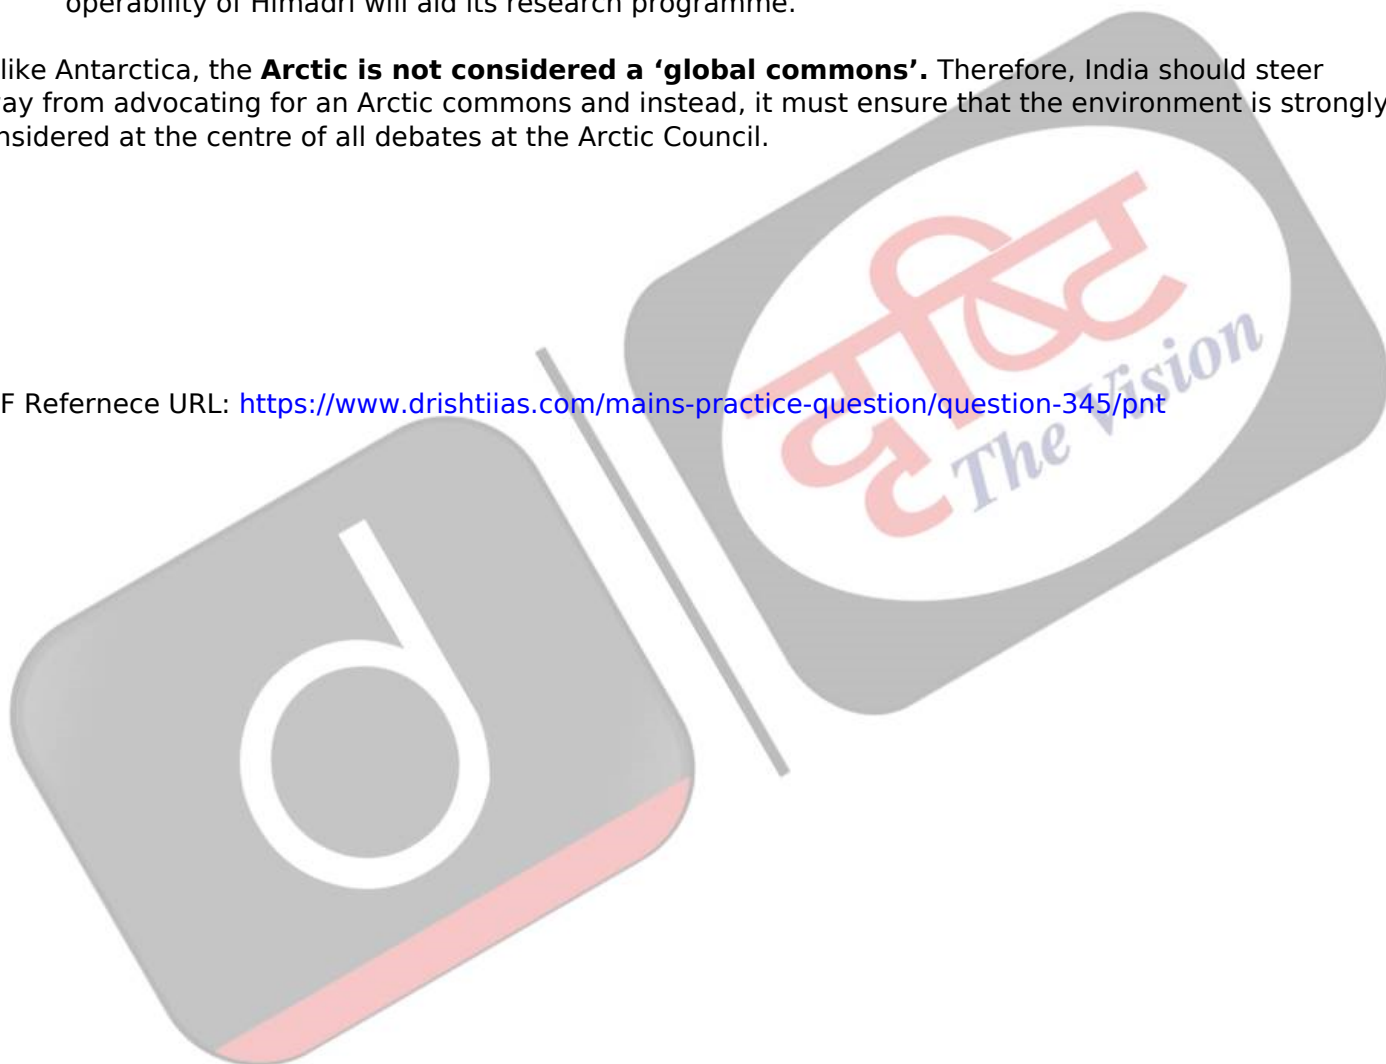 operability of Himadri will aid its research programme.
like Antarctica, the Arctic is not considered a ‘global commons’. Therefore, India should steer
ay from advocating for an Arctic commons and instead, it must ensure that the environment is strongly
nsidered at the centre of all debates at the Arctic Council.
दृष्टि
The Vision
F Refernece URL: https://www.drishtiias.com/mains-practice-question/question-345/pnt
d